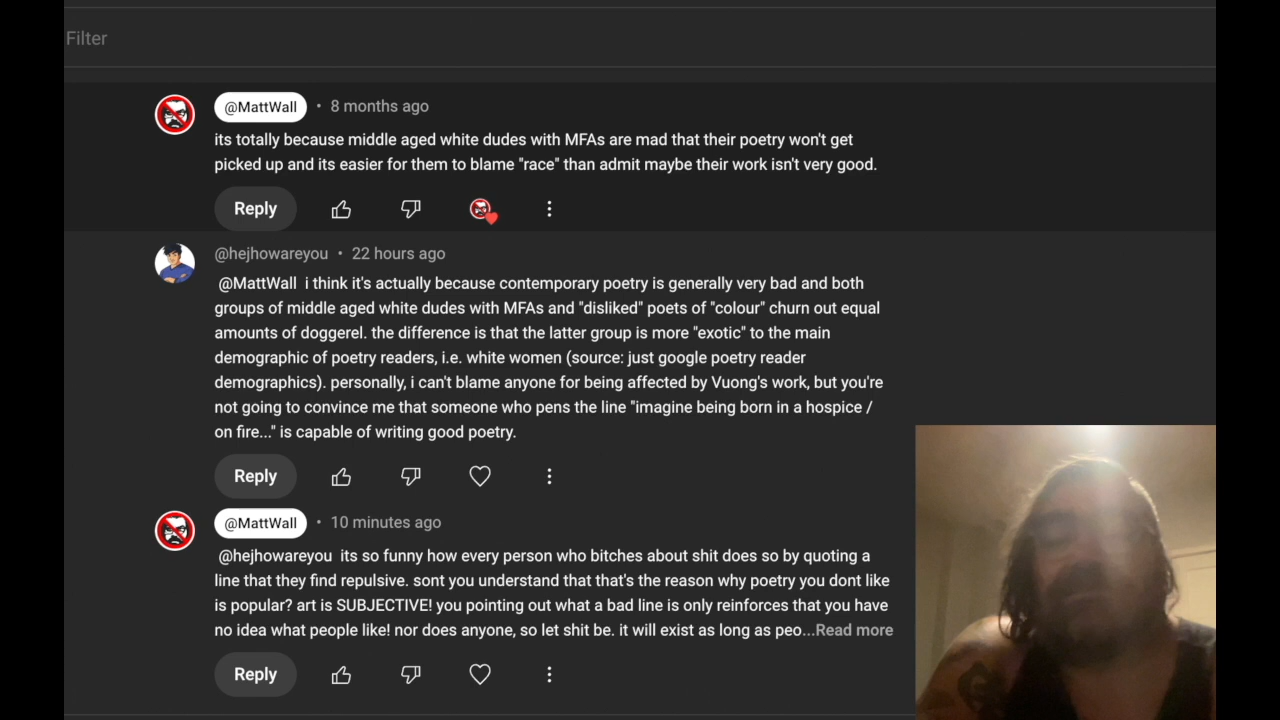 Filter
@MattWall • 8 months ago
its totally because middle aged white dudes with MFAs are mad that their poetry won't get
picked up and its easier for them to blame "race" than admit maybe their work isn't very good.
Reply
@hejhowareyou • 22 hours ago
@MattWall i think it's actually because contemporary poetry is generally very bad and both
groups of middle aged white dudes with MFAs and "disliked" poets of "colour" churn out equal
amounts of doggerel. the difference is that the latter group is more "exotic" to the main
demographic of poetry readers, i.e. white women (source: just google poetry reader
demographics). personally, i can't blame anyone for being affected by Vuong's work, but you're
not going to convince me that someone who pens the line "imagine being born in a hospice /
on fire..." is capable of writing good poetry.
Reply
@MattWall • 10 minutes ago
@hejhowareyou its so funny how every person who bitches about shit does so by quoting a
line that they find repulsive. sont you understand that that's the reason why poetry you dont like
is popular? art is SUBJECTIVE! you pointing out what a bad line is only reinforces that you have
no idea what people like! nor does anyone, so let shit be. it will exist as long as peo...Read more
Reply